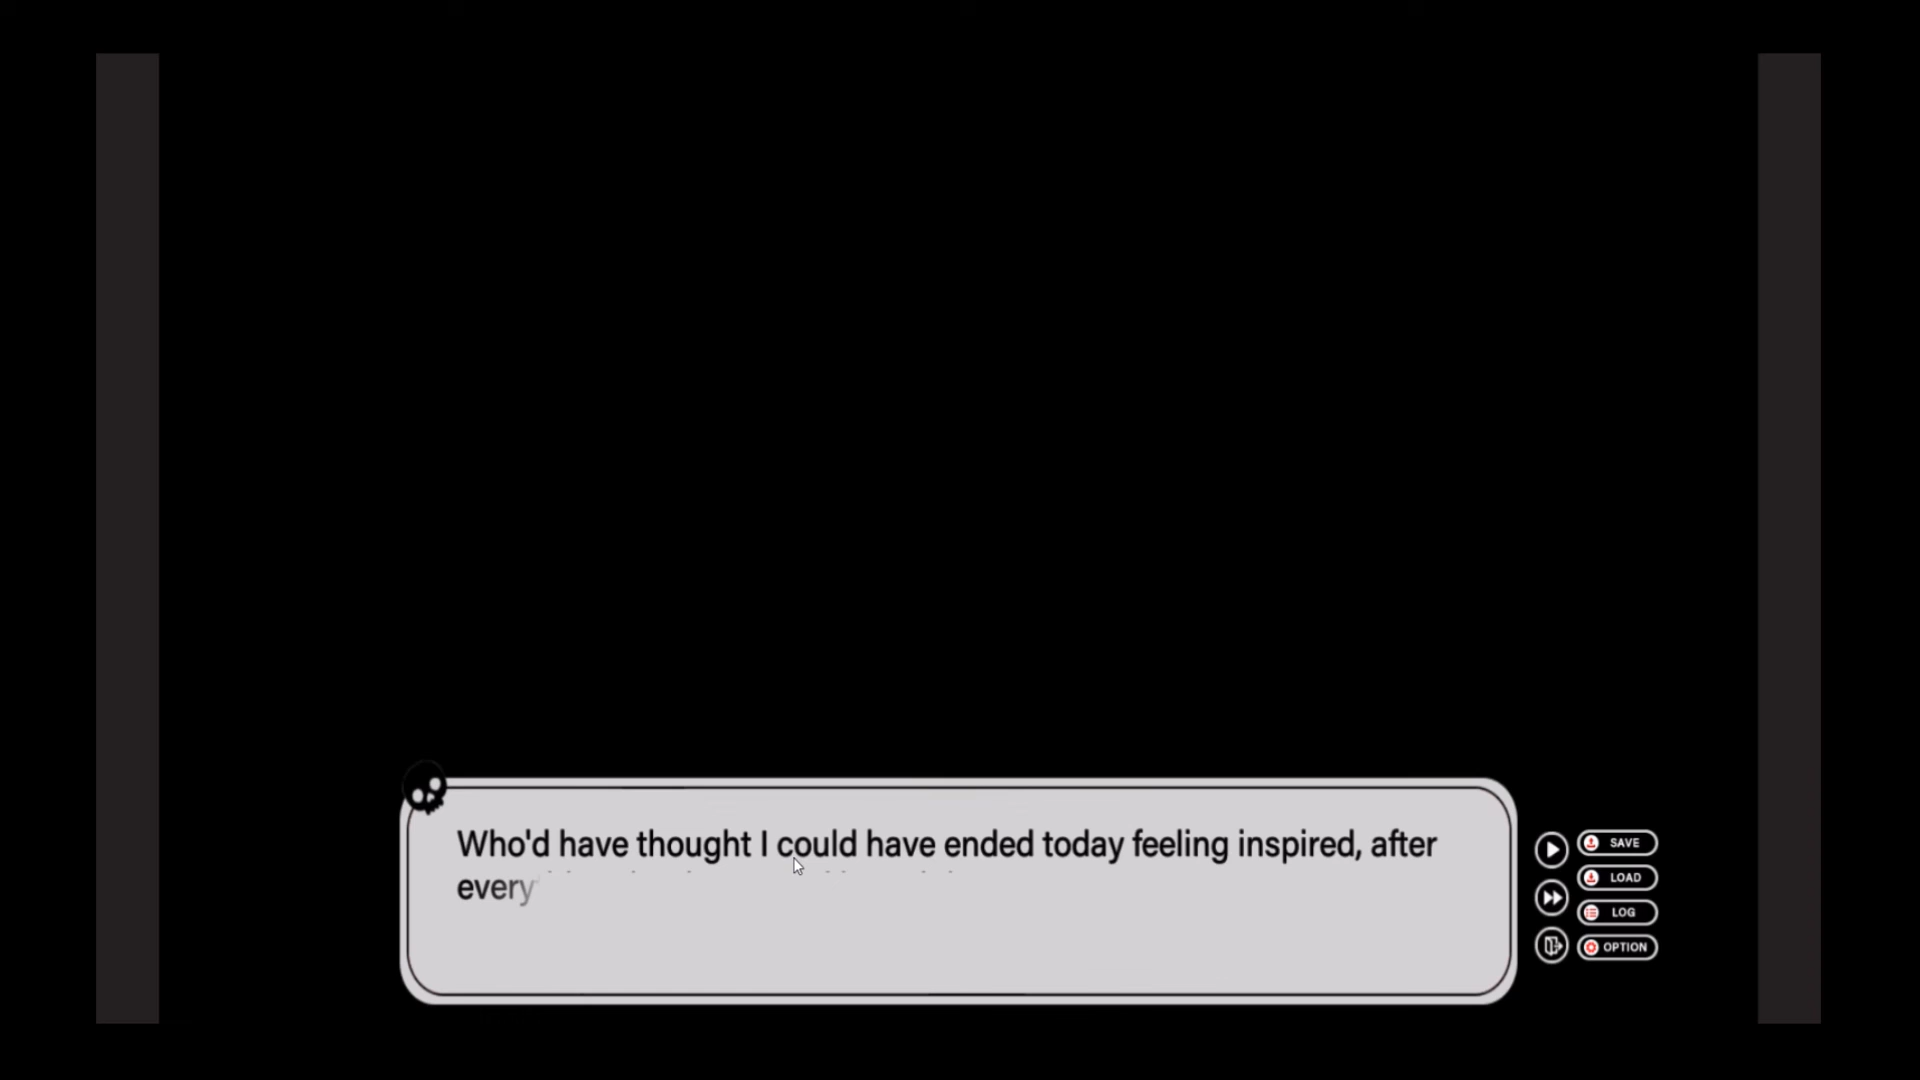 Who'd have thought I could have ended today feeling inspired, after
every
SAVE
LOAD
LOG
OPTION